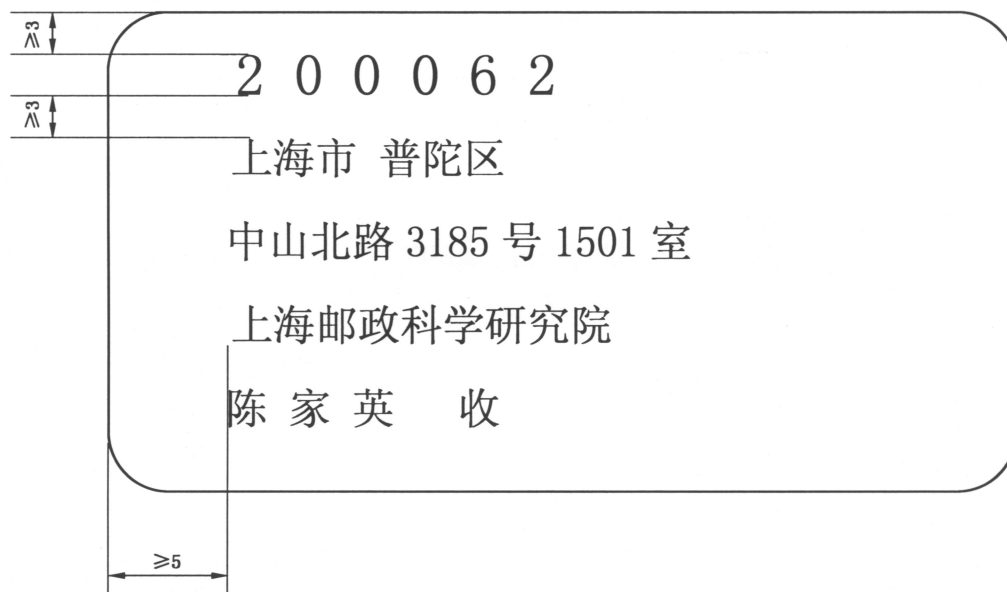 ≥3
2 0 0 0 6 2
≥3
上海市 普陀区
中山北路 3185 号 1501 室
上海邮政科学研究院
陈 家 英 收
≥5